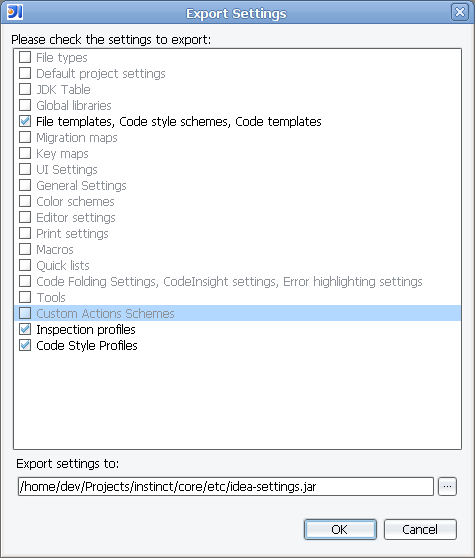 Export Settings
Please check the settings to export:
File types
Default project settings
JDK Table
Global libraries
File templates, Code style schemes, Code templates
Migration maps
Key maps
UI Settings
General Settings
Color schemes
Editor settings
Print settings
Macros
Quick lists
Code Folding Settings, CodeInsight settings, Error highlighting settings
Tools
Custom Actions Schemes
Inspection profiles
Code Style Profiles
Export settings to:
/home/dev/Projects/instinct/core/etc/idea-settings.jar ...
OK Cancel